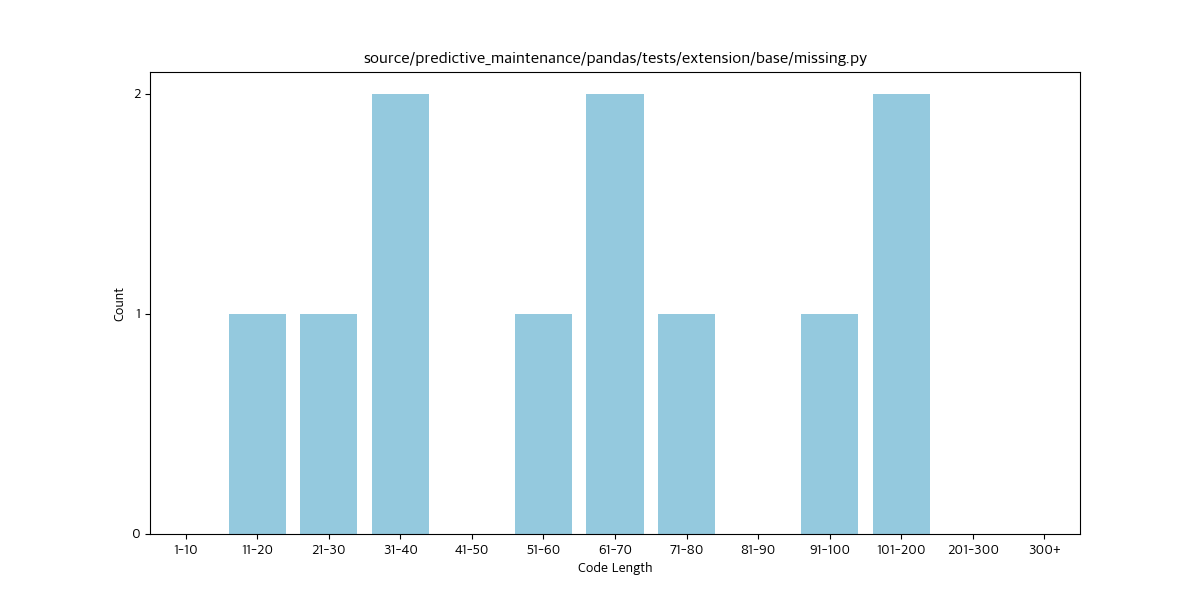 source/predictive_maintenance/pandas/tests/extension/base/missing.py
2
1
0
Count
1-10 11-20 21-30 31-40 41-50 51-60 61-70 71-80 81-90 91-100 101-200 201-300 300+
Code Length